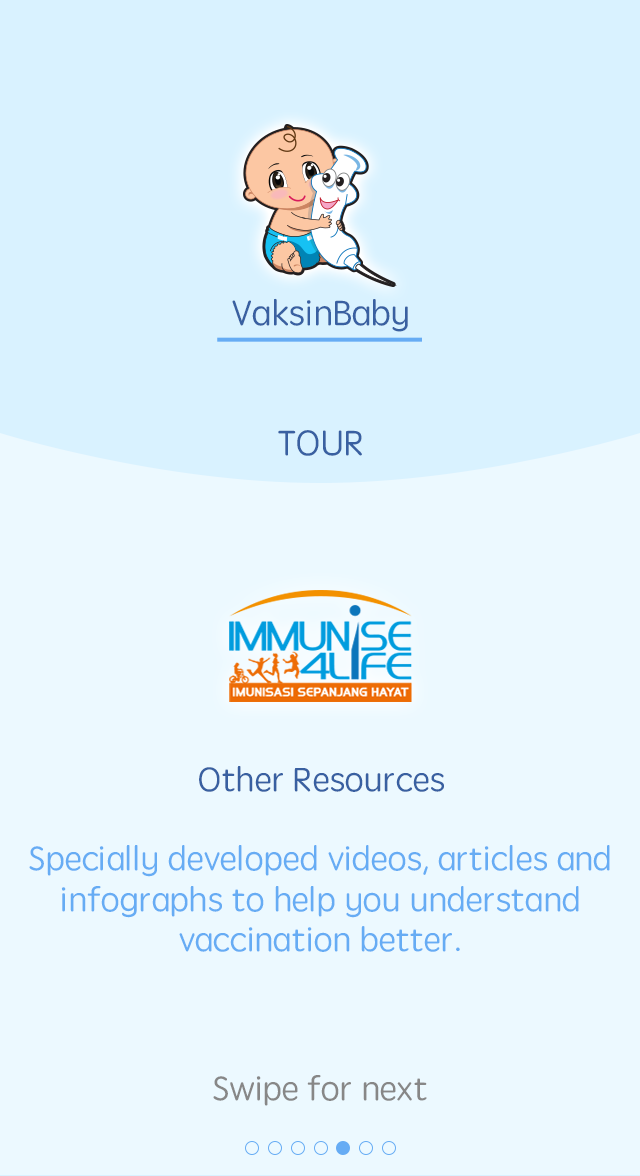 VaksinBaby
TOUR
IMMUNiSE
4LiFE
IMUNISASI SEPANJANG HAYAT
Other Resources
Specially developed videos, articles and
infographs to help you understand
vaccination better.
Swipe for next